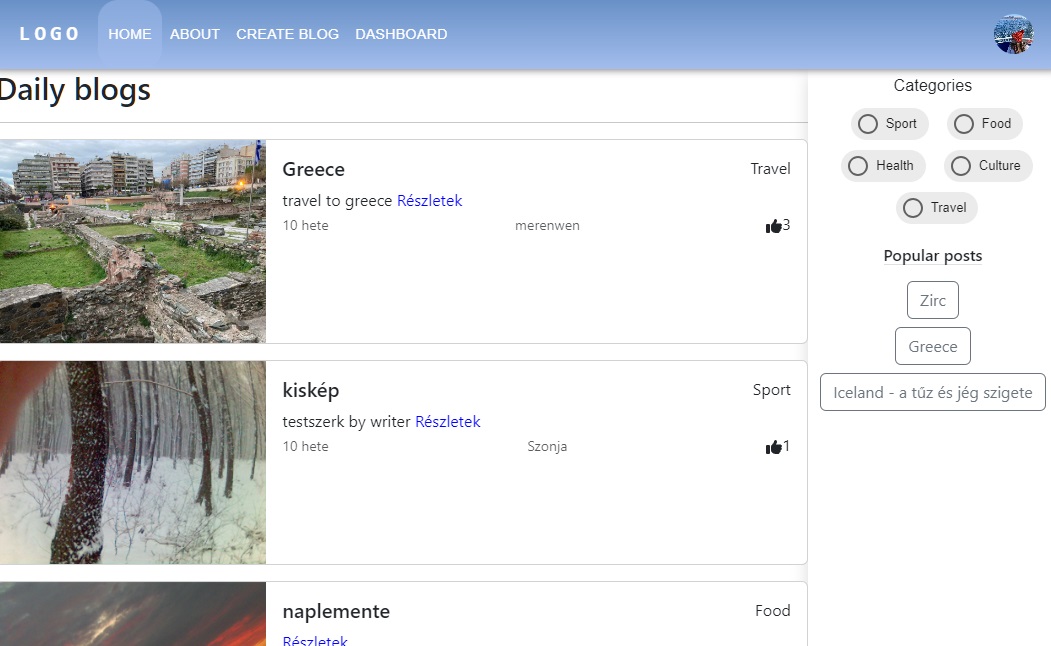 LOGO HOME ABOUT CREATE BLOG DASHBOARD
Daily blogs
Greece Travel
travel to greece Részletek
10 hete merenwen 3
kiskép Sport
testszerk by writer Részletek
10 hete Szonja 1
naplemente Food
Részletek
Categories
Sport Food
Health Culture
Travel
Popular posts
Zirc
Greece
Iceland - a tűz és jég szigete